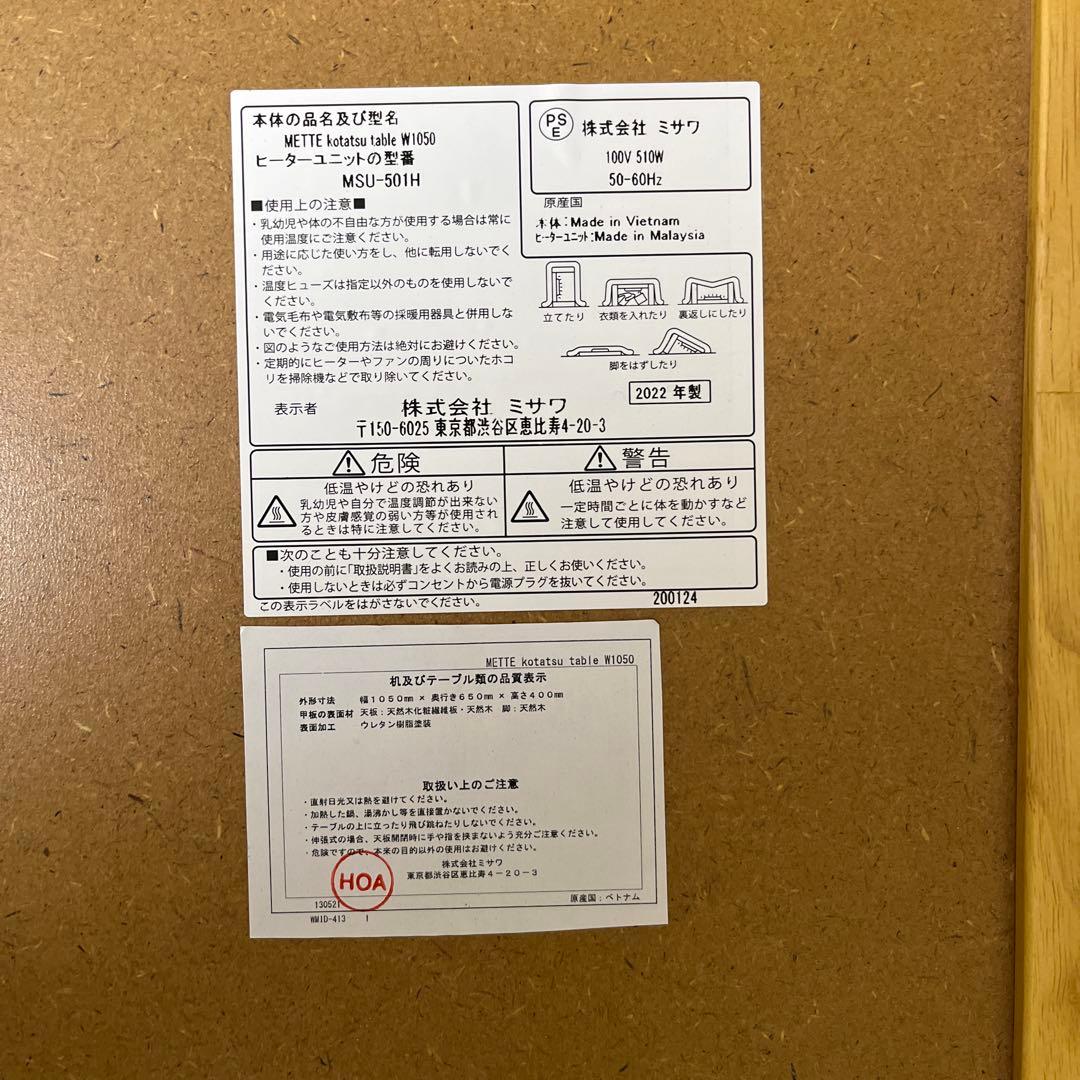 本体の品名及び型名
METTE kotatsu table W1050
ヒーターユニットの型番
MSU-501H
■使用上の注意■
・乳幼児や体の不自由な方が使用する場合は常に
使用温度にご注意ください。
・用途に応じた使い方をし、他に転用しないでく
ださい。
・温度ヒューズは指定以外のものを使用しないで
ください。
・電気毛布や電気敷布等の採暖用器具と併用しな
いでください。
・図のようなご使用方法は絶対にお避けください。
・定期的にヒーターやファンの周りについたホコ
リを掃除機などで取り除いてください。
PS
E
株式会社 ミサワ
100V 510W
50-60Hz
原産国
本体:Made in Vietnam
ヒーターユニット:Made in Malaysia
立てたり 衣類を入れたり 裏返しにしたり
脚をはずしたり
2022 年製
表示者 株式会社 ミサワ
〒150-6025 東京都渋谷区恵比寿4-20-3
危険
低温やけどの恐れあり
乳幼児や自分で温度調節が出来ない
方や皮膚感覚の弱い方等が使用され
るときは特に注意してください。
警告
低温やけどの恐れあり
一定時間ごとに体を動かすなど
注意して使用してください。
■次のことも十分注意してください。
・使用の前に「取扱説明書」をよくお読みの上、正しくお使いください。
・使用しないときは必ずコンセントから電源プラグを抜いてください。
この表示ラベルをはがさないでください。
200124
METTE kotatsu table W1050
机及びテーブル類の品質表示
外形寸法 幅1050mm × 奥行き650mm × 高さ400mm
甲板の表面材 天板:天然木化粧繊維板・天然木 脚:天然木
表面加工 ウレタン樹脂塗装
取扱い上のご注意
・直射日光又は熱を避けてください。
・加熱した鍋、湯沸かし等を直接置かないでください。
・テーブルの上に立ったり飛び跳ねたりしないでください。
・伸張式の場合、天板開閉時に手や指を挟まないよう充分ご注意ください。
・危険ですので、本来の目的以外の使用はお避けください。
株式会社ミサワ
東京都渋谷区恵比寿4-20-3
HOA
130521
原産国:ベトナム
WMID-413 I